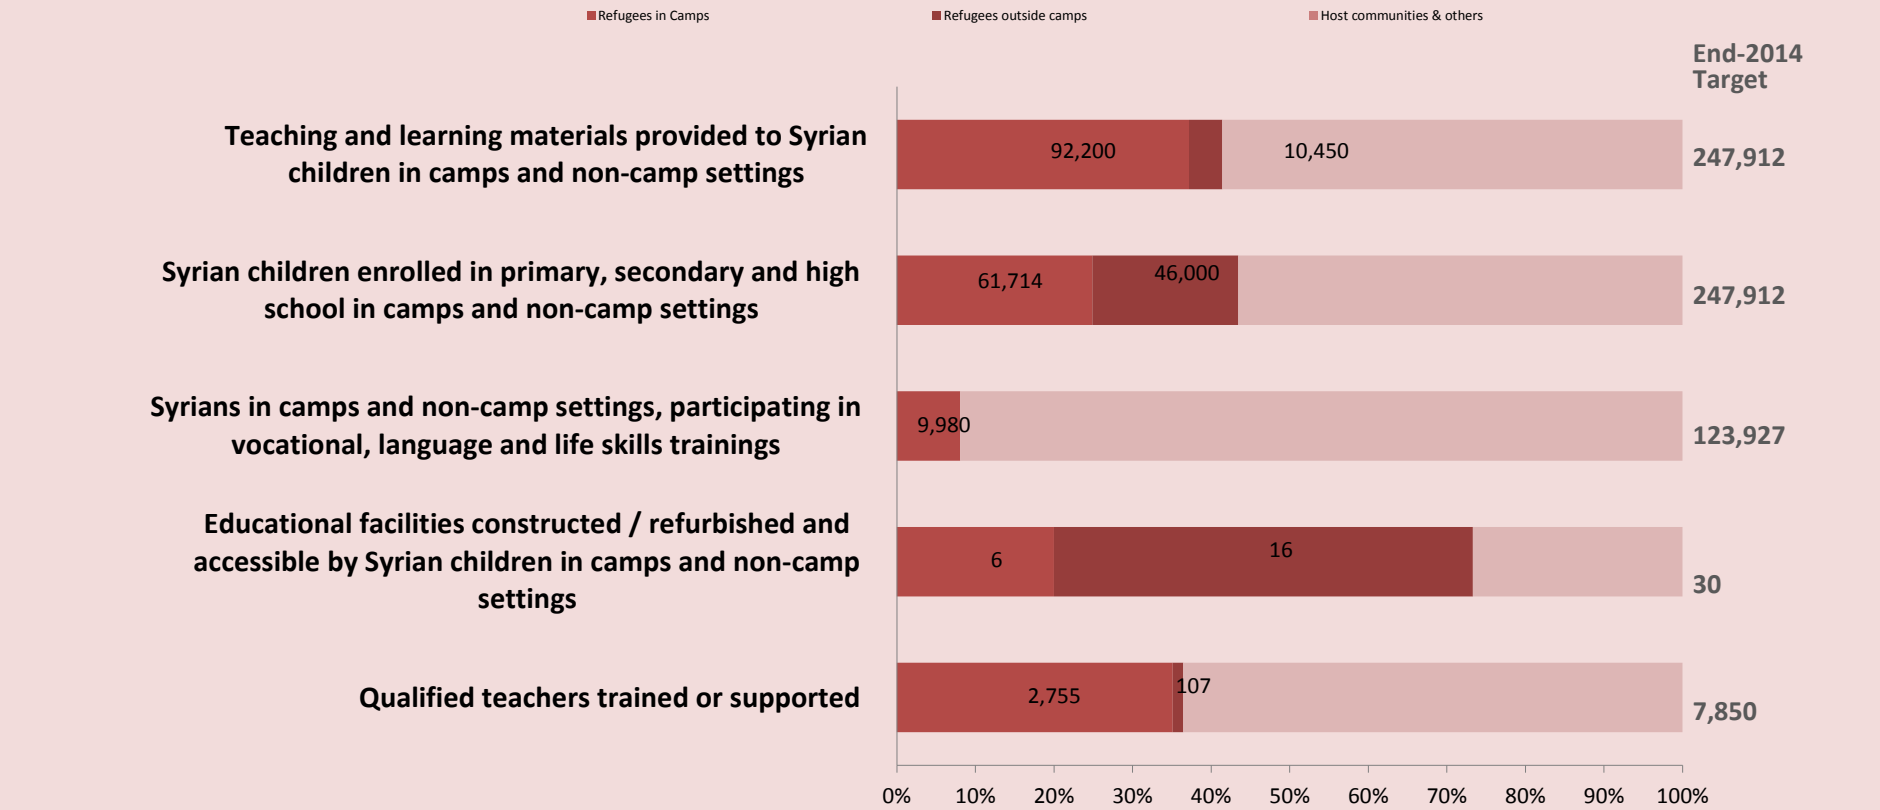 Refugees in Camps
Refugees outside camps
Host communities & others
End-2014
Target
Teaching and learning materials provided to Syrian
children in camps and non-camp settings
92,200
10,450
247,912
Syrian children enrolled in primary, secondary and high
school in camps and non-camp settings
61,714
46,000
247,912
Syrians in camps and non-camp settings, participating in
vocational, language and life skills trainings
9,980
123,927
Educational facilities constructed / refurbished and
accessible by Syrian children in camps and non-camp
settings
6
16
30
Qualified teachers trained or supported
2,755
107
7,850
0% 10% 20% 30% 40% 50% 60% 70% 80% 90% 100%